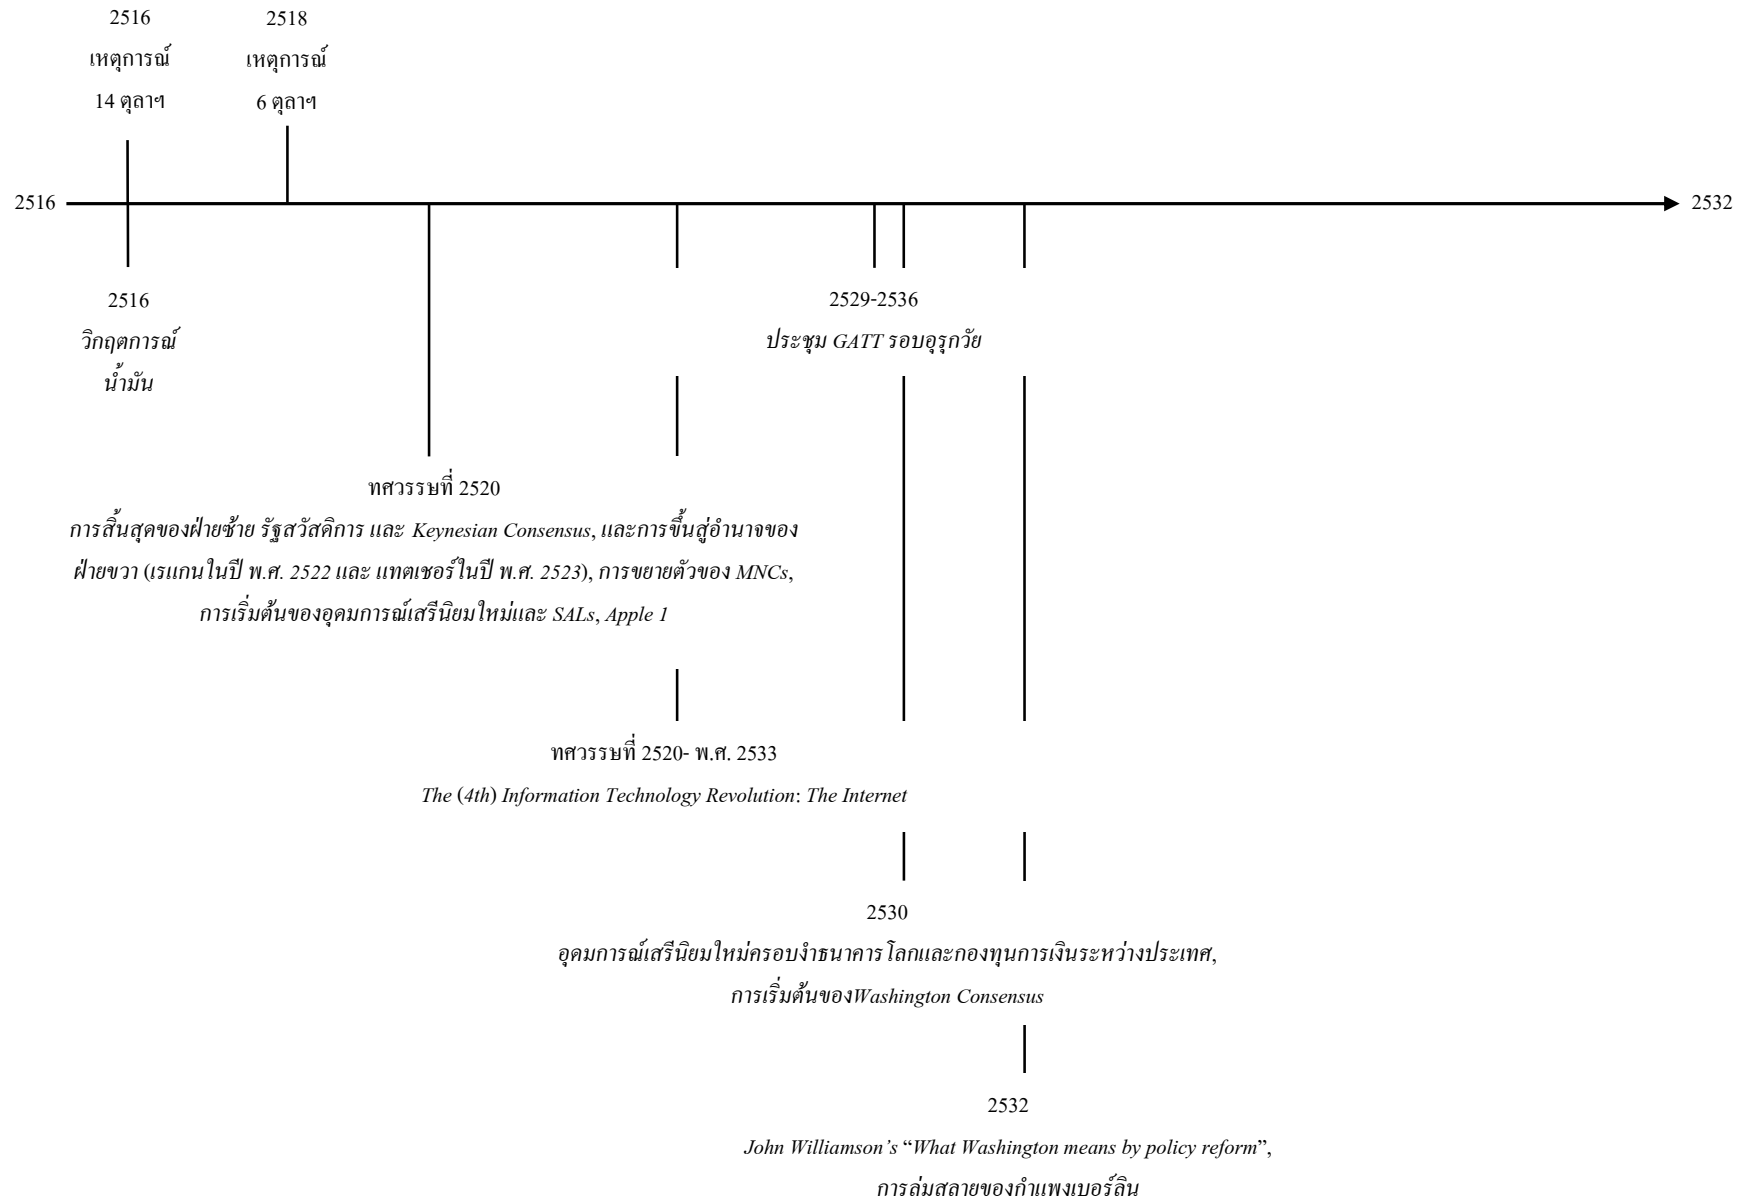 2516
เหตุการณ์
14 ตุลาฯ
2518
เหตุการณ์
6 ตุลาฯ
2516
2532
2516
วิกฤตการณ์
น้ำมัน
2529-2536
ประชุม GATT รอบอุรุกวัย
ทศวรรษที่ 2520
การสิ้นสุดของฝ่ายซ้าย รัฐสวัสดิการ และ Keynesian Consensus, และการขึ้นสู่อำนาจของ
ฝ่ายขวา (เรแกนในปี พ.ศ. 2522 และ แทตเชอร์ในปี พ.ศ. 2523), การขยายตัวของ MNCs,
การเริ่มต้นของอุดมการณ์เสรีนิยมใหม่และ SALs, Apple 1
ทศวรรษที่ 2520- พ.ศ. 2533
The (4th) Information Technology Revolution: The Internet
2530
อุดมการณ์เสรีนิยมใหม่ครอบงำธนาคารโลกและกองทุนการเงินระหว่างประเทศ,
การเริ่มต้นของWashington Consensus
2532
John Williamson's “What Washington means by policy reform”,
การล่มสลายของกำแพงเบอร์ลิน